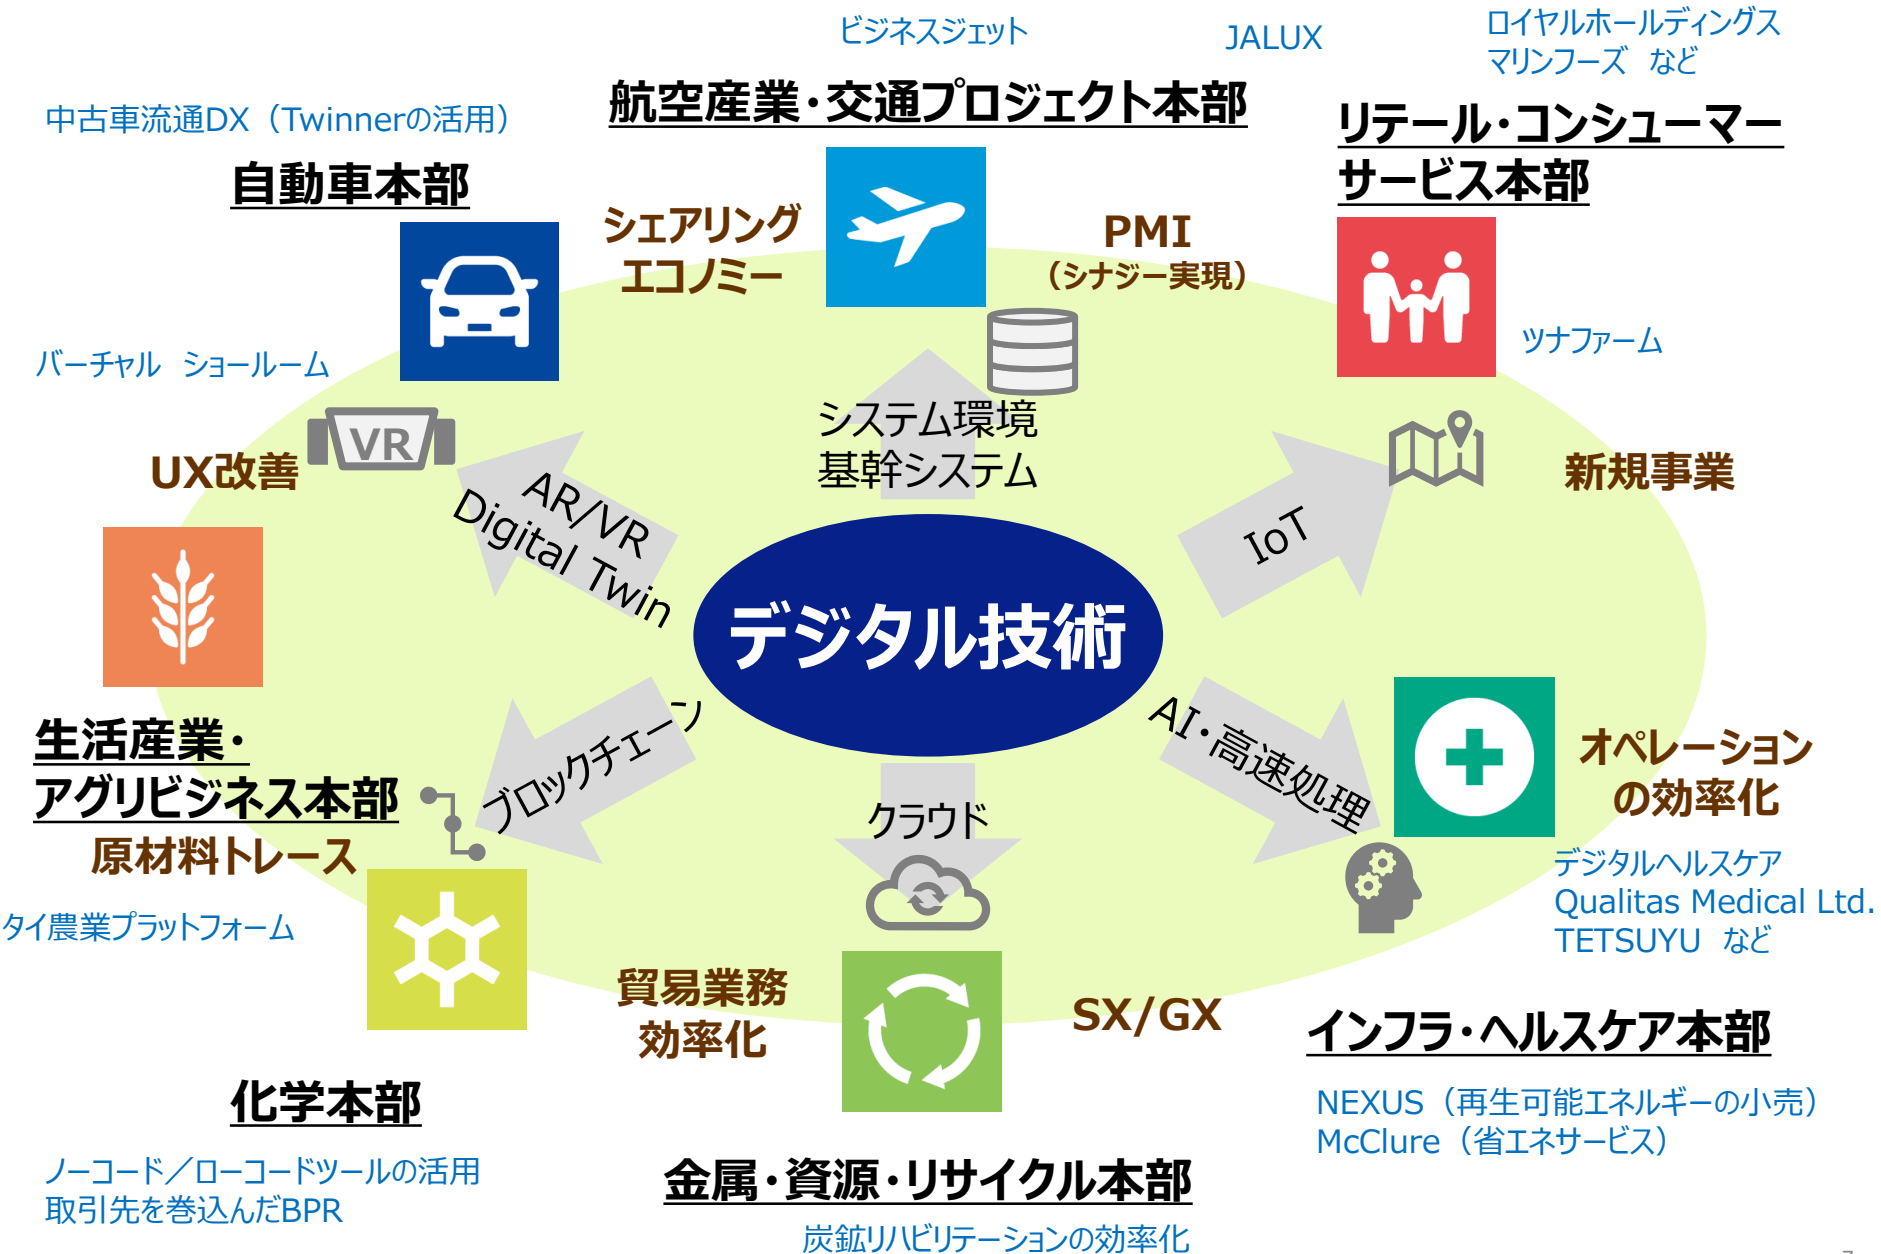 ビジネスジェット
JALUX
ロイヤルホールディングス
マリンフーズ など
航空産業・交通プロジェクト本部
中古車流通DX（Twinnerの活用）
自動車本部
リテール・コンシューマー
サービス本部
シェアリング
エコノミー
PMI
（シナジー実現）
バーチャル ショールーム
ツナファーム
VR
UX改善
システム環境
基幹システム
新規事業
AR/VR
Digital Twin
IoT
デジタル技術
生活産業・
アグリビジネス本部
原材料トレース
ブロックチェーン
クラウド
AI・高速処理
オペレーション
の効率化
タイ農業プラットフォーム
デジタルヘルスケア
Qualitas Medical Ltd.
TETSUYU など
貿易業務
効率化
SX/GX
インフラ・ヘルスケア本部
化学本部
NEXUS（再生可能エネルギーの小売）
McClure（省エネサービス）
ノーコード／ローコードツールの活用
取引先を巻込んだBPR
金属・資源・リサイクル本部
炭鉱リハビリテーションの効率化